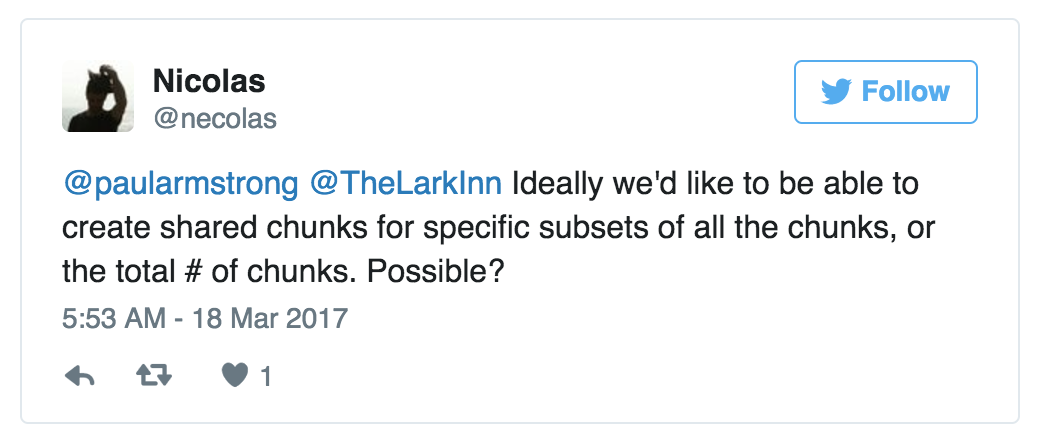 Nicolas
@necolas
Follow
@paularmstrong @TheLarkInn Ideally we'd like to be able to
create shared chunks for specific subsets of all the chunks, or
the total # of chunks. Possible?
5:53 AM - 18 Mar 2017
1